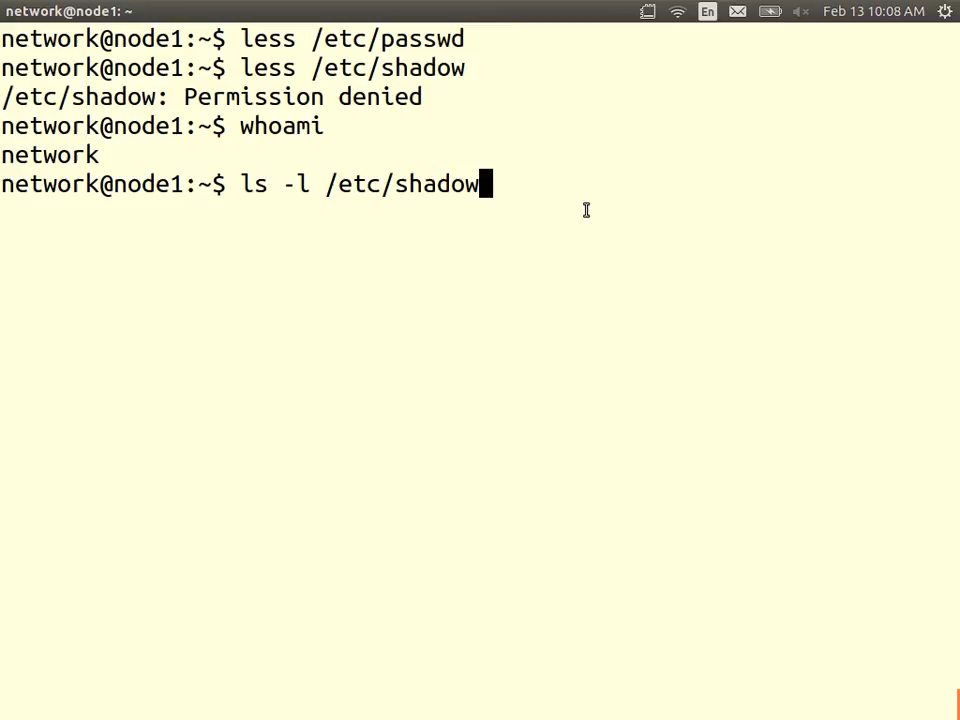 network@node1: ~
En
Feb 13 10:08 AM
network@node1:~$ less /etc/passwd
network@node1:~$ less /etc/shadow
/etc/shadow: Permission denied
network@node1:~$ whoami
network
network@node1:~$ ls -l /etc/shadow